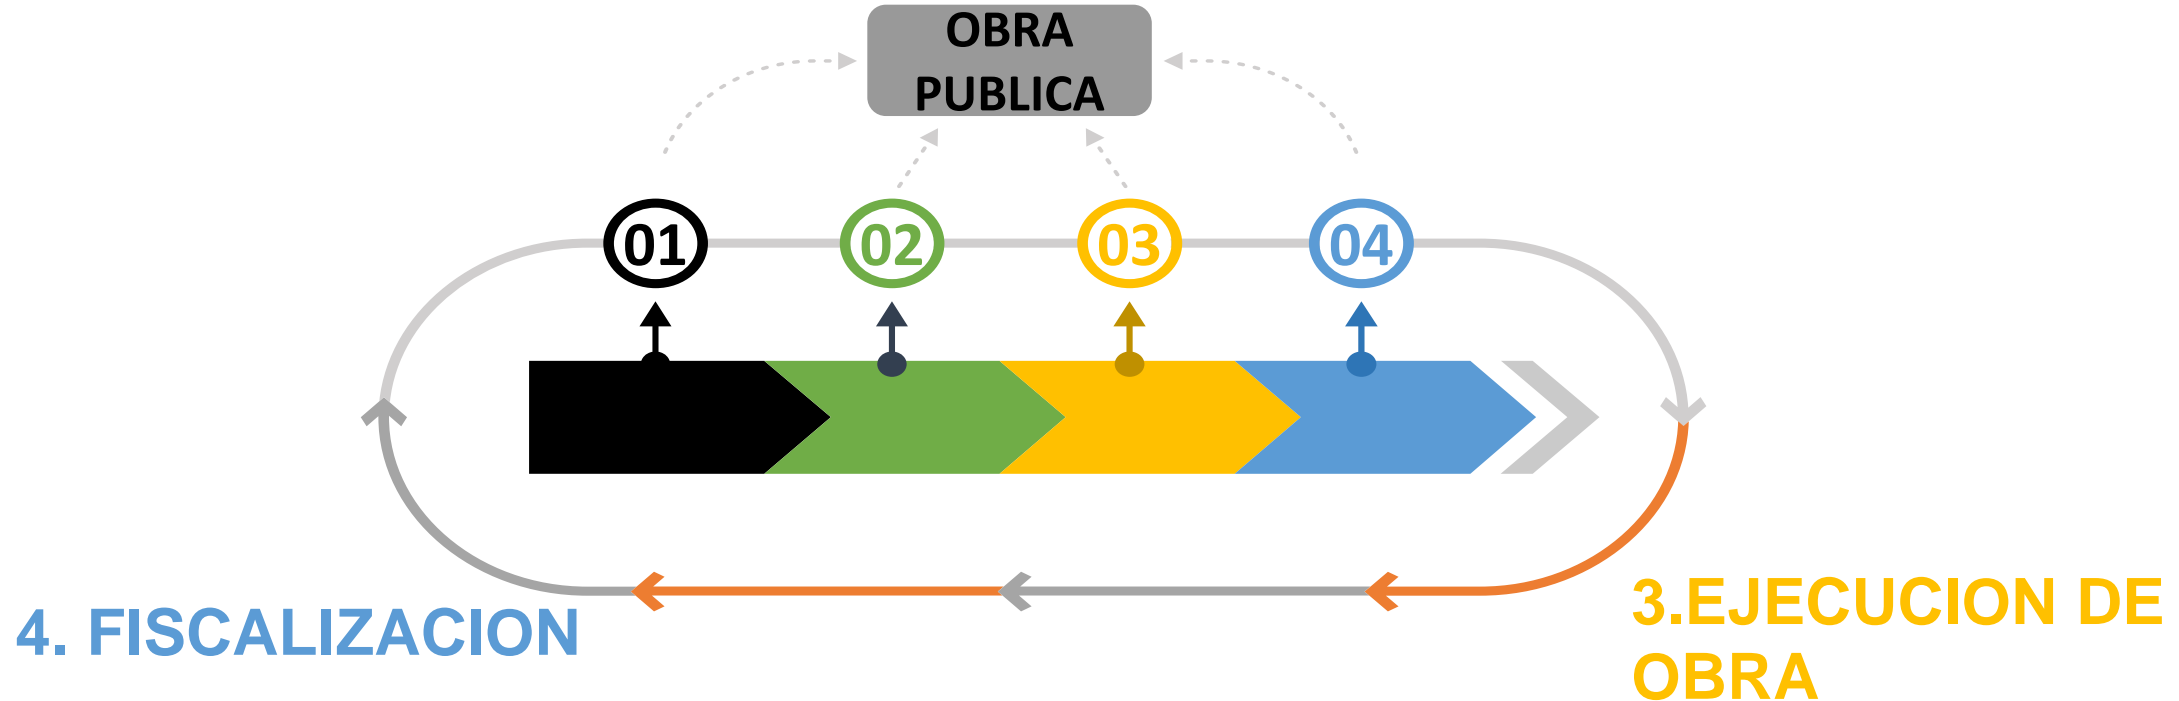 OBRA
PUBLICA
01 02 03 04
4. FISCALIZACION
3.EJECUCION DE
OBRA